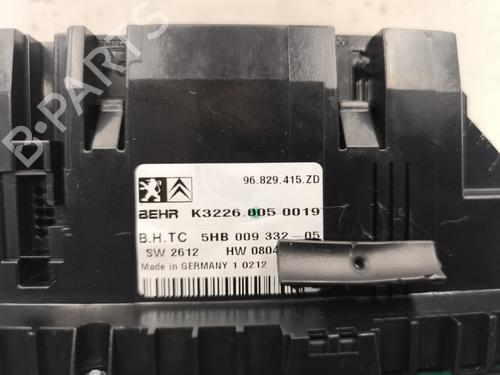 96.829.415.ZD
BEHR K3226.005 0019
B.H.TC 5HB 009 332-05
SW 2612 HW 0804
Made in GERMANY 1 0212
B-PARTS